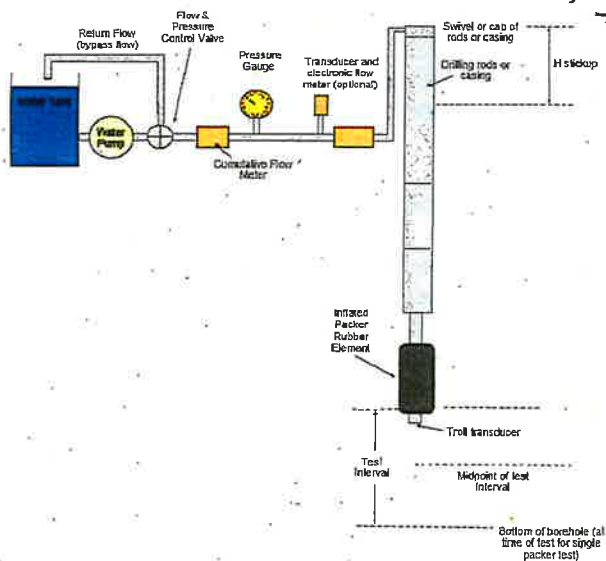 Flow &
Pressure
Control Valve
Return Flow
(bypass flow)
Pressure
Gauge
Transducer and
electronic flow
meter (optional)
Swivel or cap of
rods or casing
H stickup
Drilling rods or
casing
Water Tank
Water
Pump
Cumulative Flow
Meter
Inflated
Packer
Rubber
Element
Troll transducer
Test
Interval
Midpoint of test
Interval
Bottom of borehole (at
time of test for single
packer test)